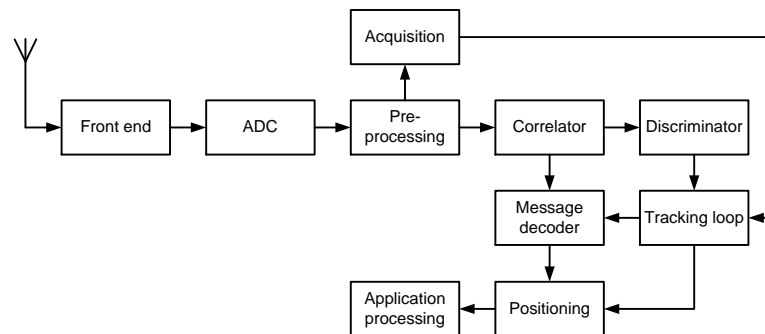 Acquisition
Front end
ADC
Pre-
processing
Correlator
Discriminator
Message
decoder
Tracking loop
Application
processing
Positioning